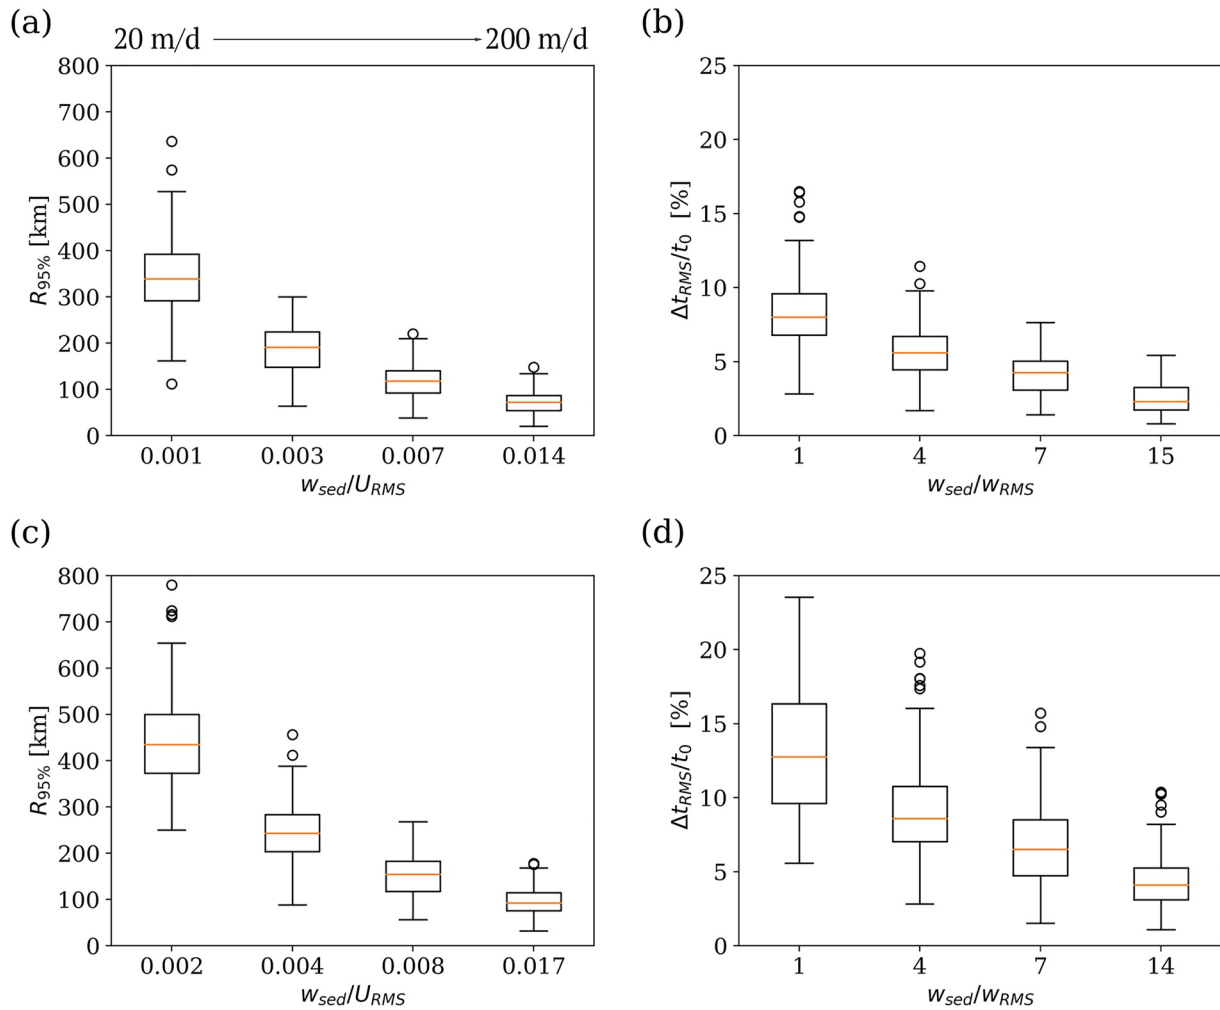 (a)
20 m/d
200 m/d
800
700
600
500
400
300
200
100
0
R95% [km]
0.001 0.003 0.007 0.014
wsed/URMS
(b)
25
20
15
10
5
0
ΔtRMS/t0 [%]
1 4 7 15
wsed/wRMS
(c)
800
700
600
500
400
300
200
100
0
R95% [km]
0.002 0.004 0.008 0.017
wsed/URMS
(d)
25
20
15
10
5
0
ΔtRMS/t0 [%]
1 4 7 14
wsed/wRMS